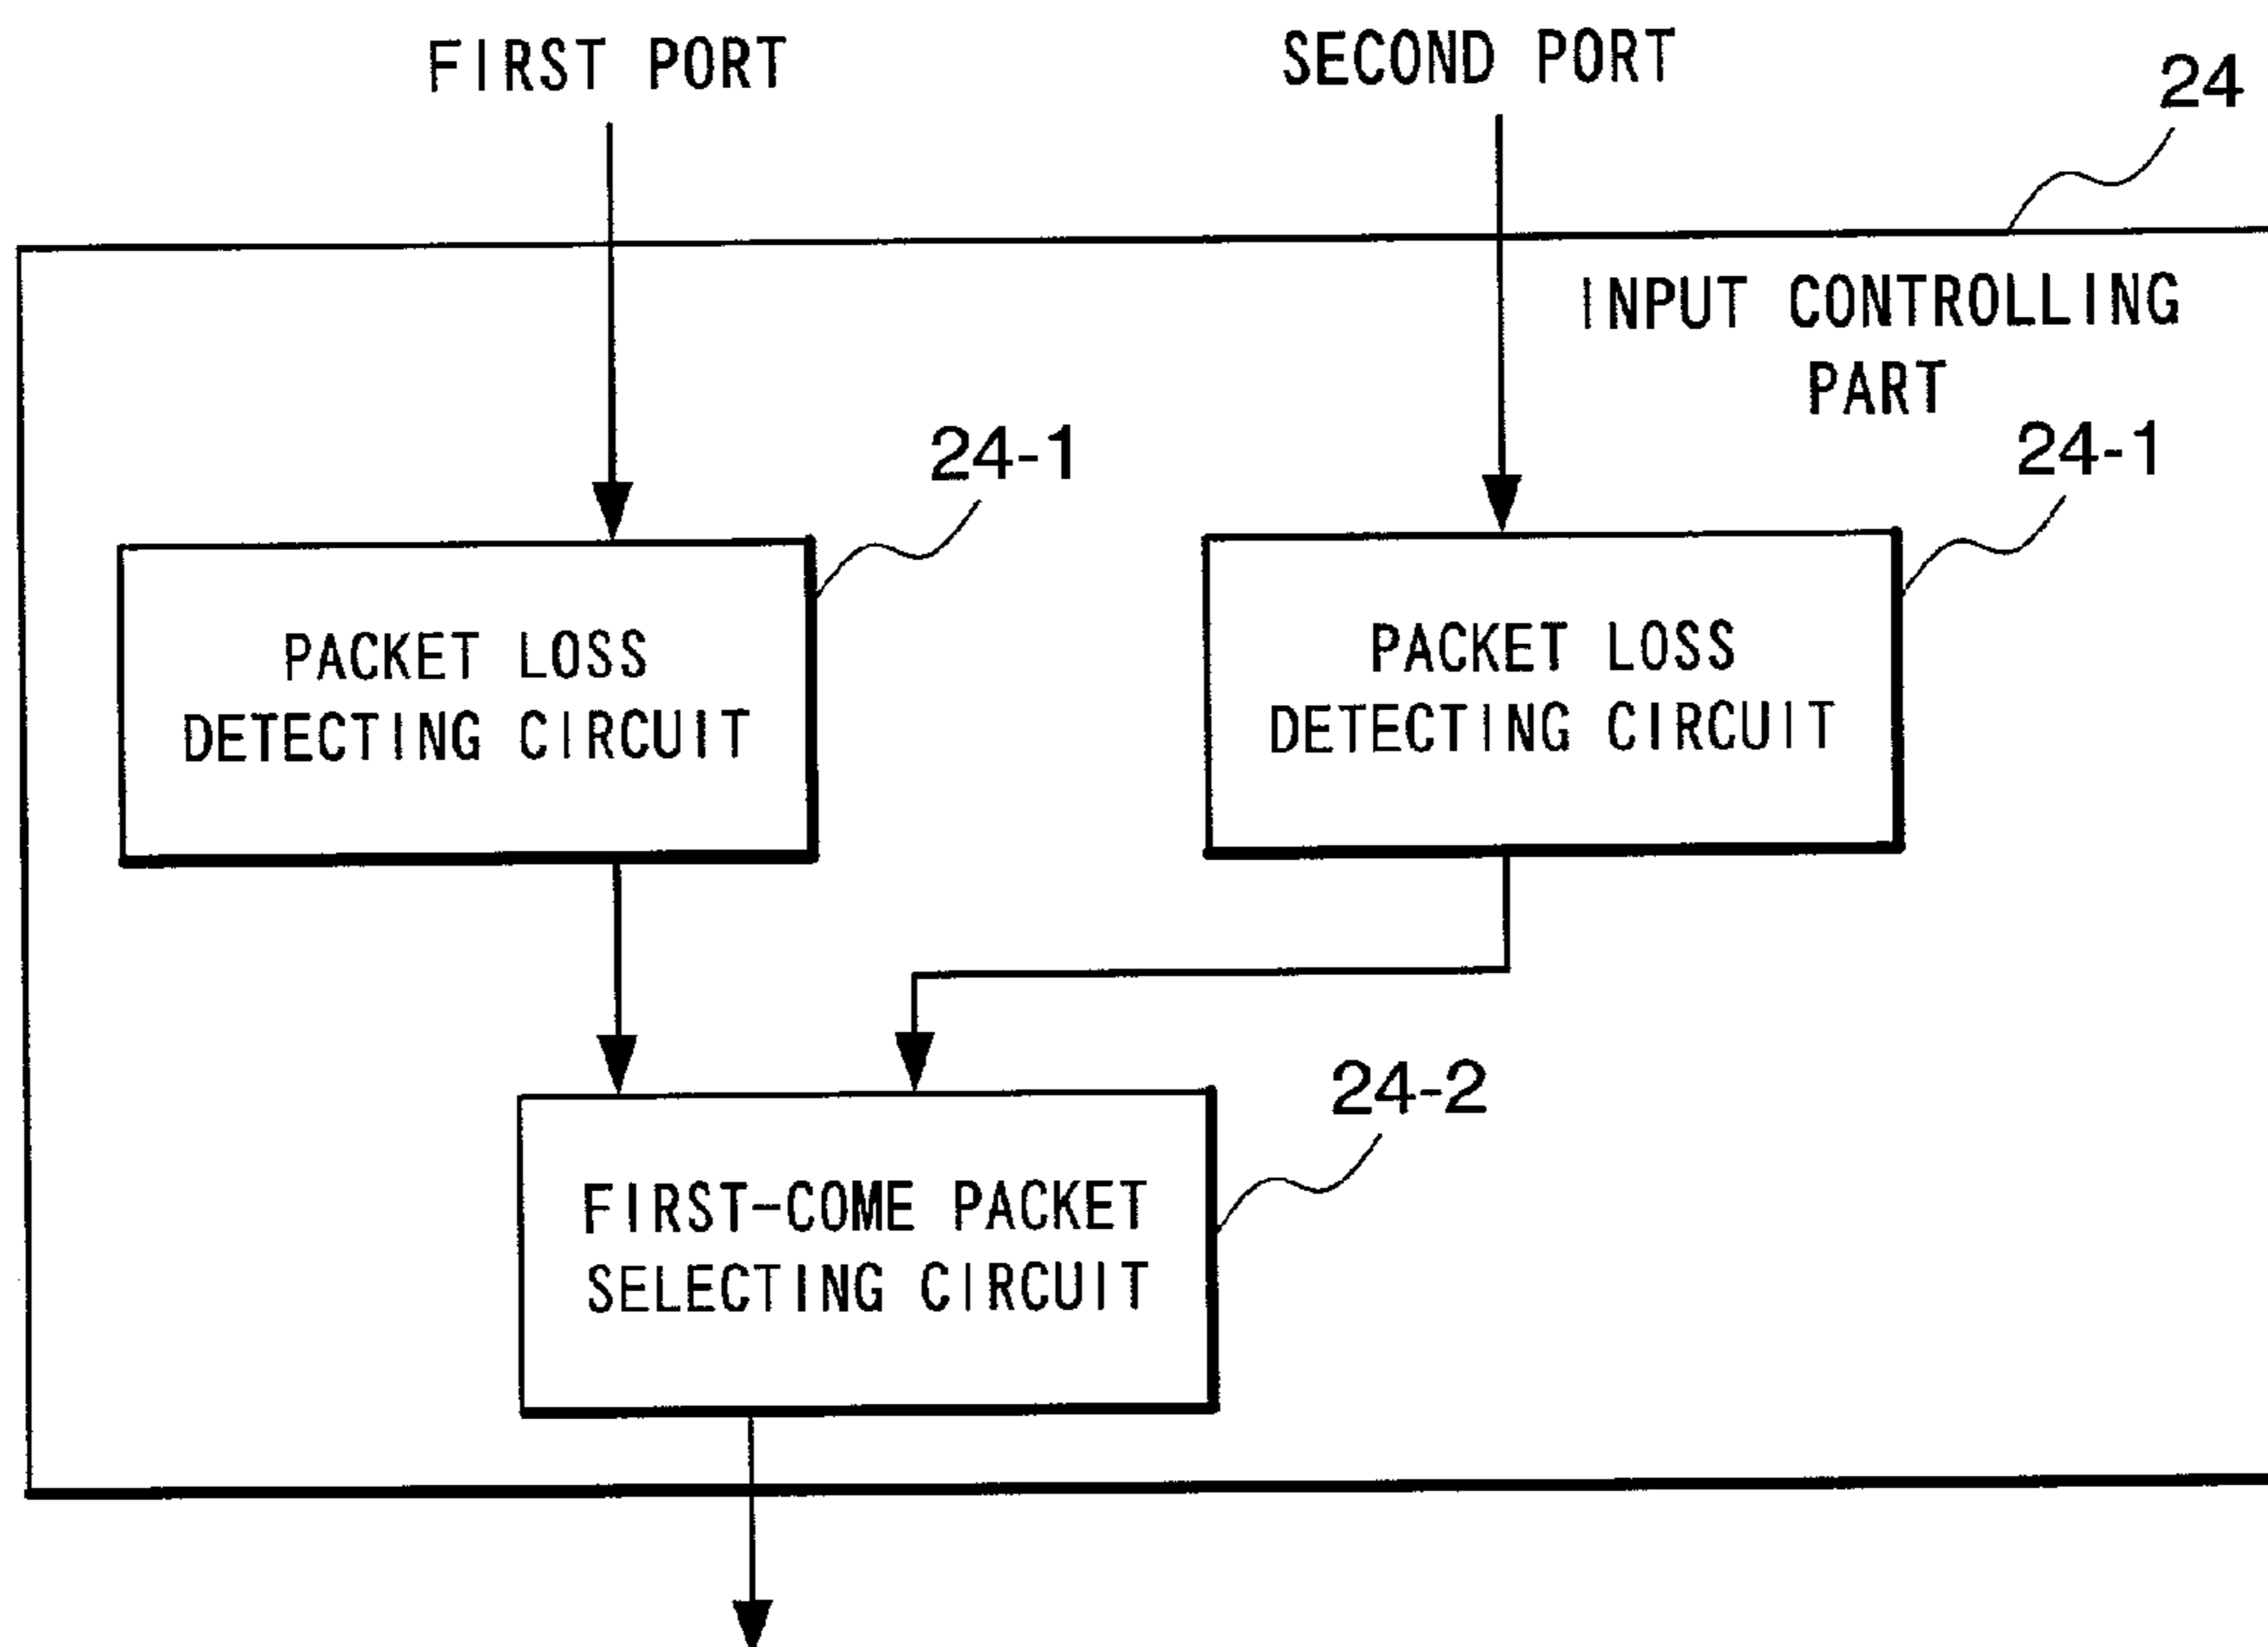 FIRST PORT
SECOND PORT
24
INPUT CONTROLLING
PART
24-1
24-1
PACKET LOSS
DETECTING CIRCUIT
PACKET LOSS
DETECTING CIRCUIT
24-2
FIRST-COME PACKET
SELECTING CIRCUIT